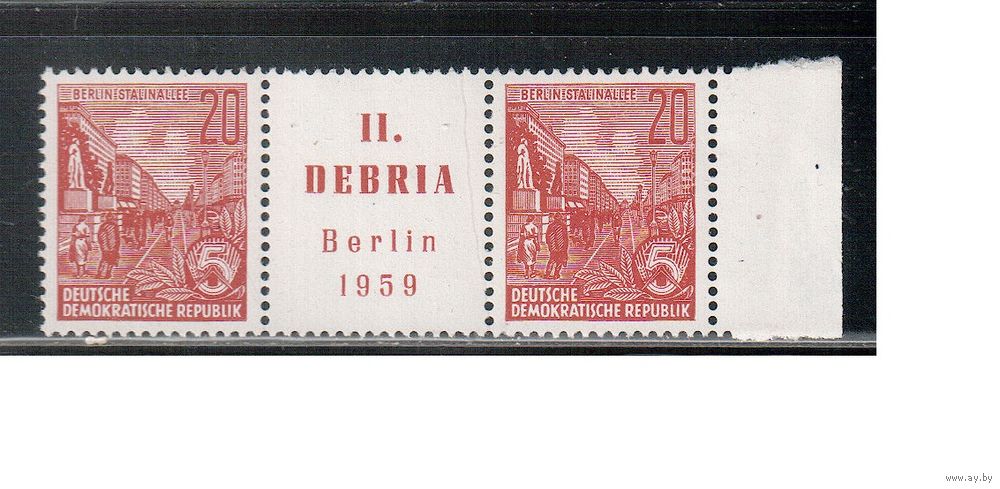 BERLIN=STALINALLEE 20
5
DEUTSCHE
DEMOKRATISCHE REPUBLIK
II.
DEBRIA
Berlin
1959
BERLIN=STALINALLEE 20
5
DEUTSCHE
DEMOKRATISCHE REPUBLIK
www.ay.by